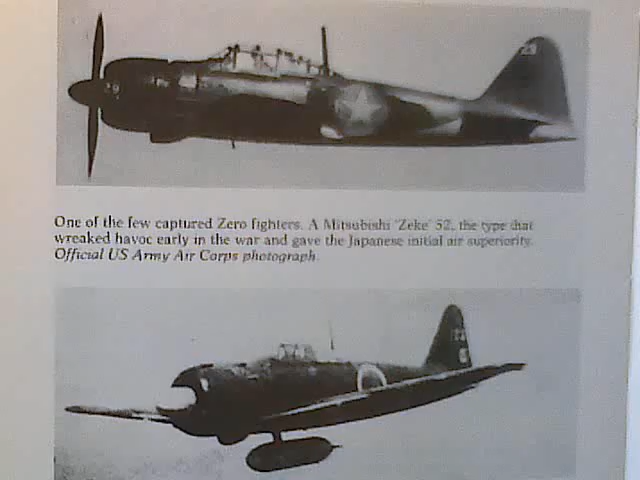 One of the few captured Zero fighters. A Mitsubishi 'Zeke' 52, the type that
wreaked havoc early in the war and gave the Japanese initial air superiority.
Official US Army Air Corps photograph.